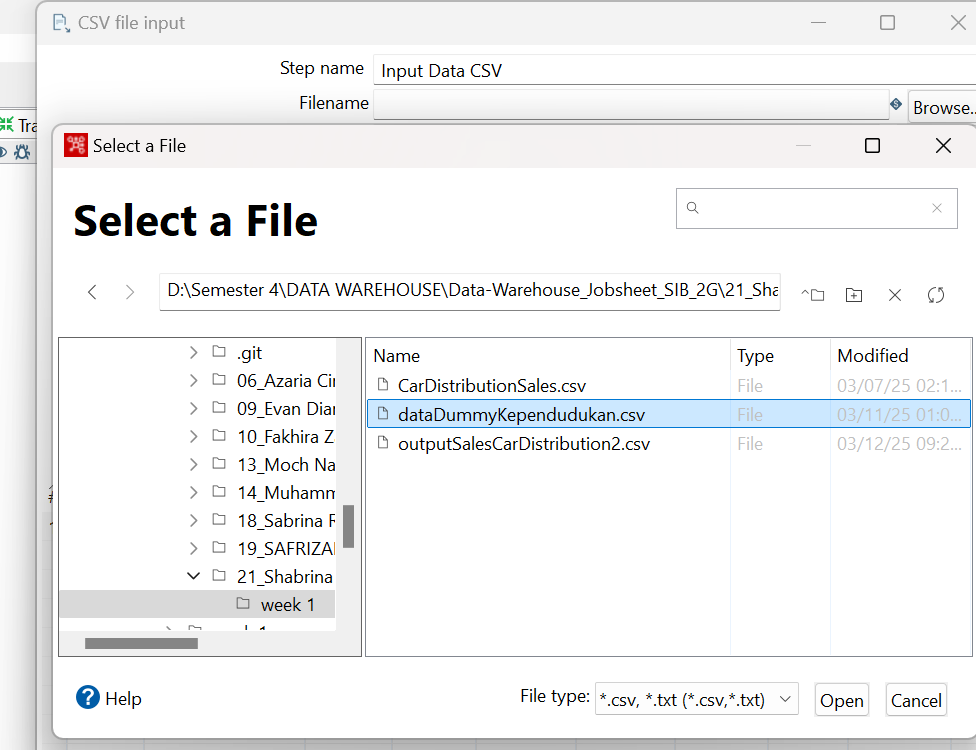 CSV file input
Step name Input Data CSV
Filename Browse..
Tra
Select a File
Select a File
D:\Semester 4\DATA WAREHOUSE\Data-Warehouse_Jobsheet_SIB_2G\21_Sha
.git
06_Azaria Ci
09_Evan Dia
10_Fakhira Z
13_Moch Na
14_Muhamm
18_Sabrina R
19_SAFRIZA
21_Shabrina
week 1
Name Type Modified
CarDistributionSales.csv File 03/07/25 02:1...
dataDummyKependudukan.csv File 03/11/25 01:0...
outputSalesCarDistribution2.csv File 03/12/25 09:2...
Help
File type: *.csv, *.txt (*.csv,*.txt) Open Cancel